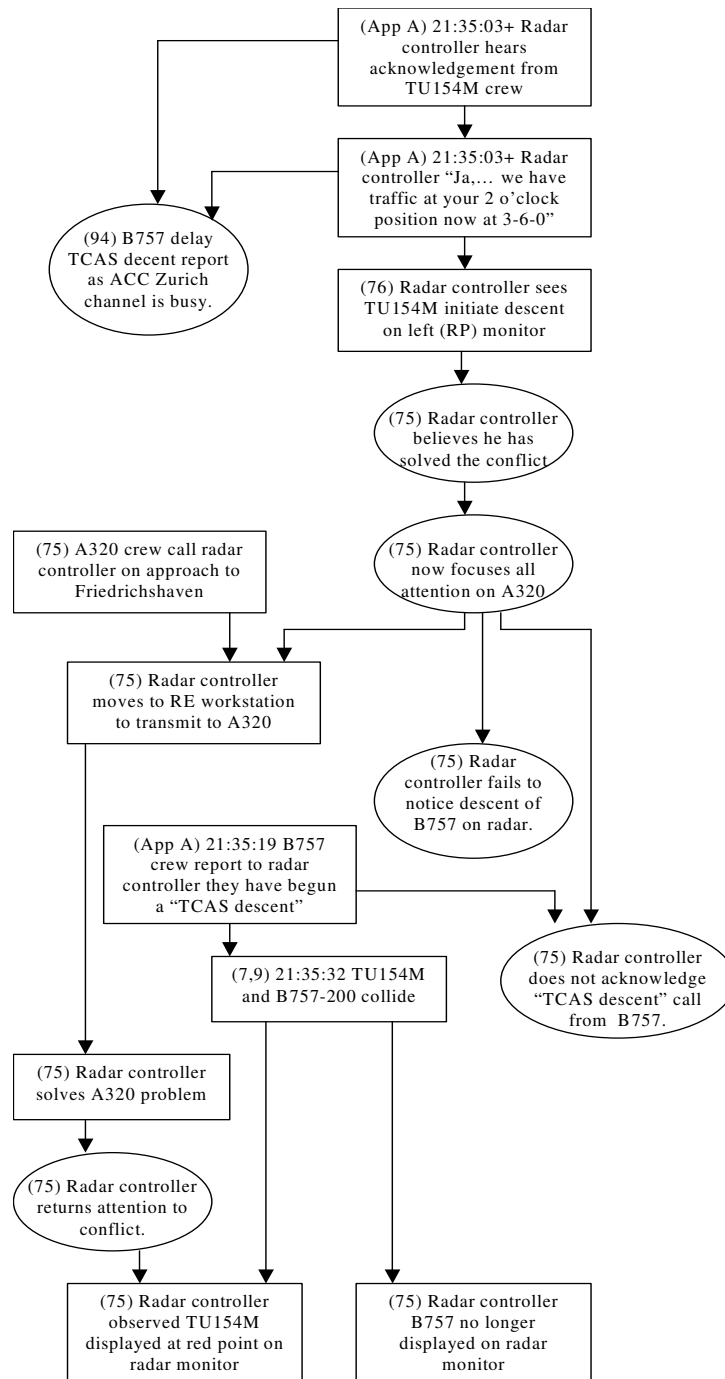 (App A) 21:35:03+ Radar
controller hears
acknowledgement from
TU154M crew
(App A) 21:35:03+ Radar
controller “Ja,… we have
traffic at your 2 o’clock
position now at 3-6-0”
(94) B757 delay
TCAS decent report
as ACC Zurich
channel is busy.
(76) Radar controller sees
TU154M initiate descent
on left (RP) monitor
(75) Radar controller
believes he has
solved the conflict
(75) A320 crew call radar
controller on approach to
Friedrichshaven
(75) Radar controller
now focuses all
attention on A320
(75) Radar controller
moves to RE workstation
to transmit to A320
(75) Radar
controller fails to
notice descent of
B757 on radar.
(App A) 21:35:19 B757
crew report to radar
controller they have begun
a “TCAS descent”
(75) Radar controller
does not acknowledge
“TCAS descent” call
from B757.
(7,9) 21:35:32 TU154M
and B757-200 collide
(75) Radar controller
solves A320 problem
(75) Radar controller
returns attention to
conflict.
(75) Radar controller
observed TU154M
displayed at red point on
radar monitor
(75) Radar controller
B757 no longer
displayed on radar
monitor